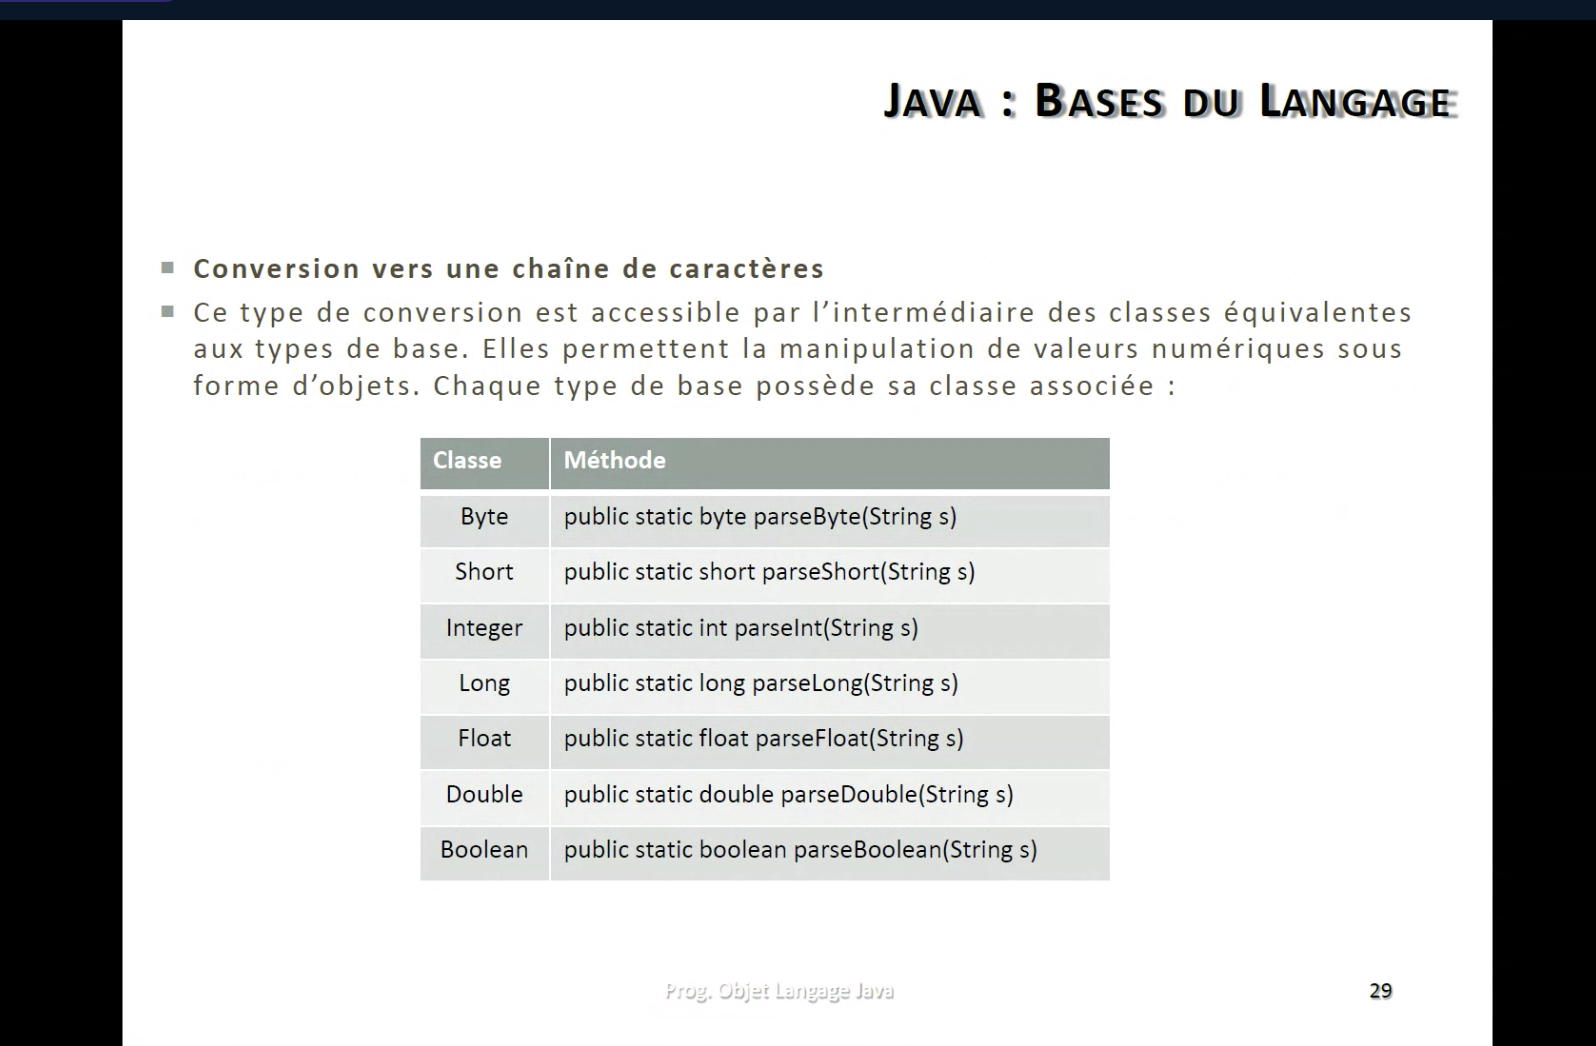 JAVA : BASES DU LANGAGE
Conversion vers une chaîne de caractères
Ce type de conversion est accessible par l’intermédiaire des classes équivalentes
aux types de base. Elles permettent la manipulation de valeurs numériques sous
forme d’objets. Chaque type de base possède sa classe associée :
Classe Méthode
Byte public static byte parseByte(String s)
Short public static short parseShort(String s)
Integer public static int parseInt(String s)
Long public static long parseLong(String s)
Float public static float parseFloat(String s)
Double public static double parseDouble(String s)
Boolean public static boolean parseBoolean(String s)
Prog. Objet Langage Java
29